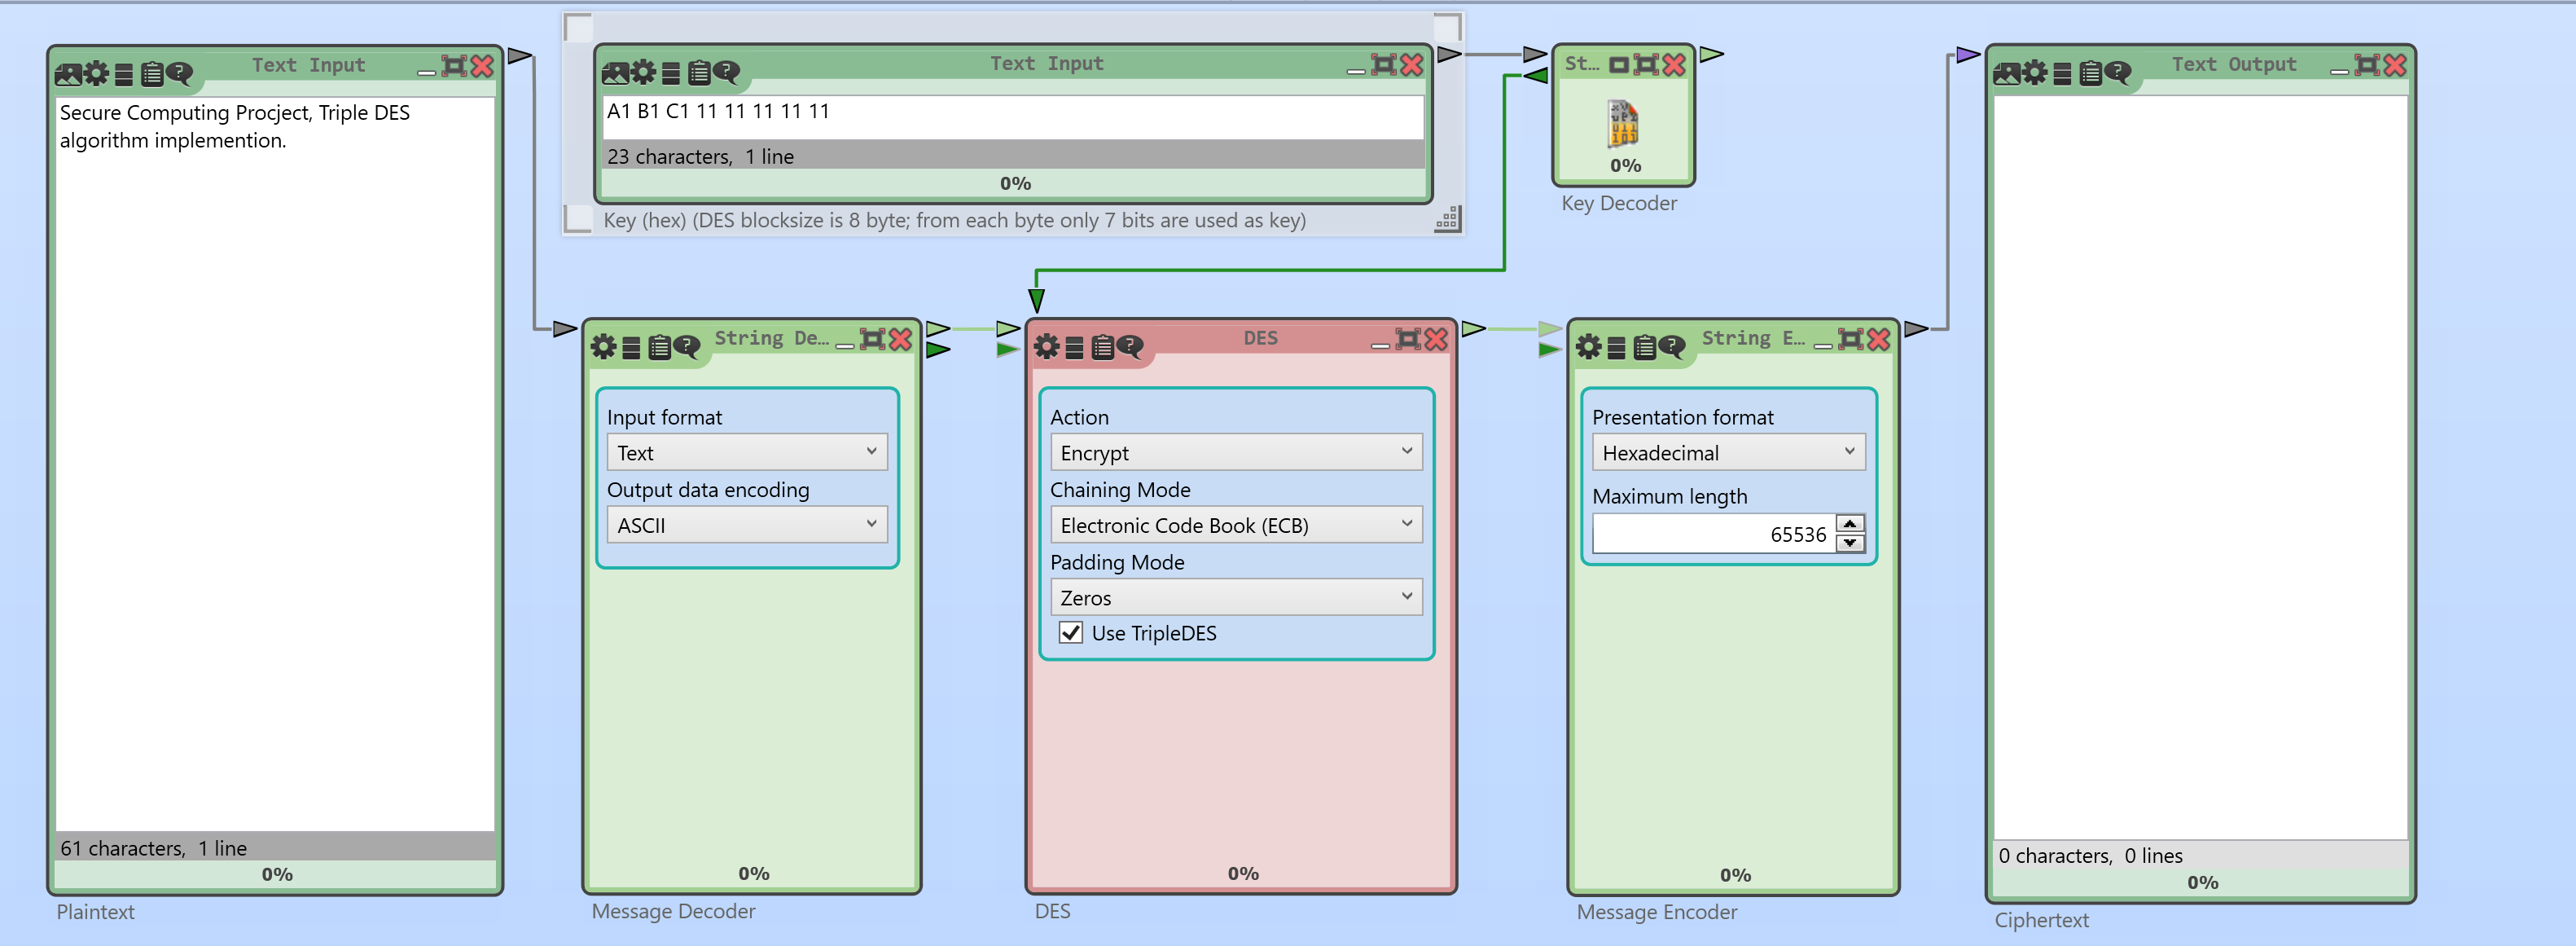 Text Input
Secure Computing Procject, Triple DES
algorithm implemention.
61 characters,  1 line
0%
Plaintext
Text Input
A1 B1 C1 11 11 11 11 11
23 characters,  1 line
0%
Key (hex) (DES blocksize is 8 byte; from each byte only 7 bits are used as key)
St...
0%
Key Decoder
String De...
Input format
Text
Output data encoding
ASCII
0%
Message Decoder
DES
Action
Encrypt
Chaining Mode
Electronic Code Book (ECB)
Padding Mode
Zeros
Use TripleDES
0%
DES
String E...
Presentation format
Hexadecimal
Maximum length
65536
0%
Message Encoder
Text Output
0 characters,  0 lines
0%
Ciphertext